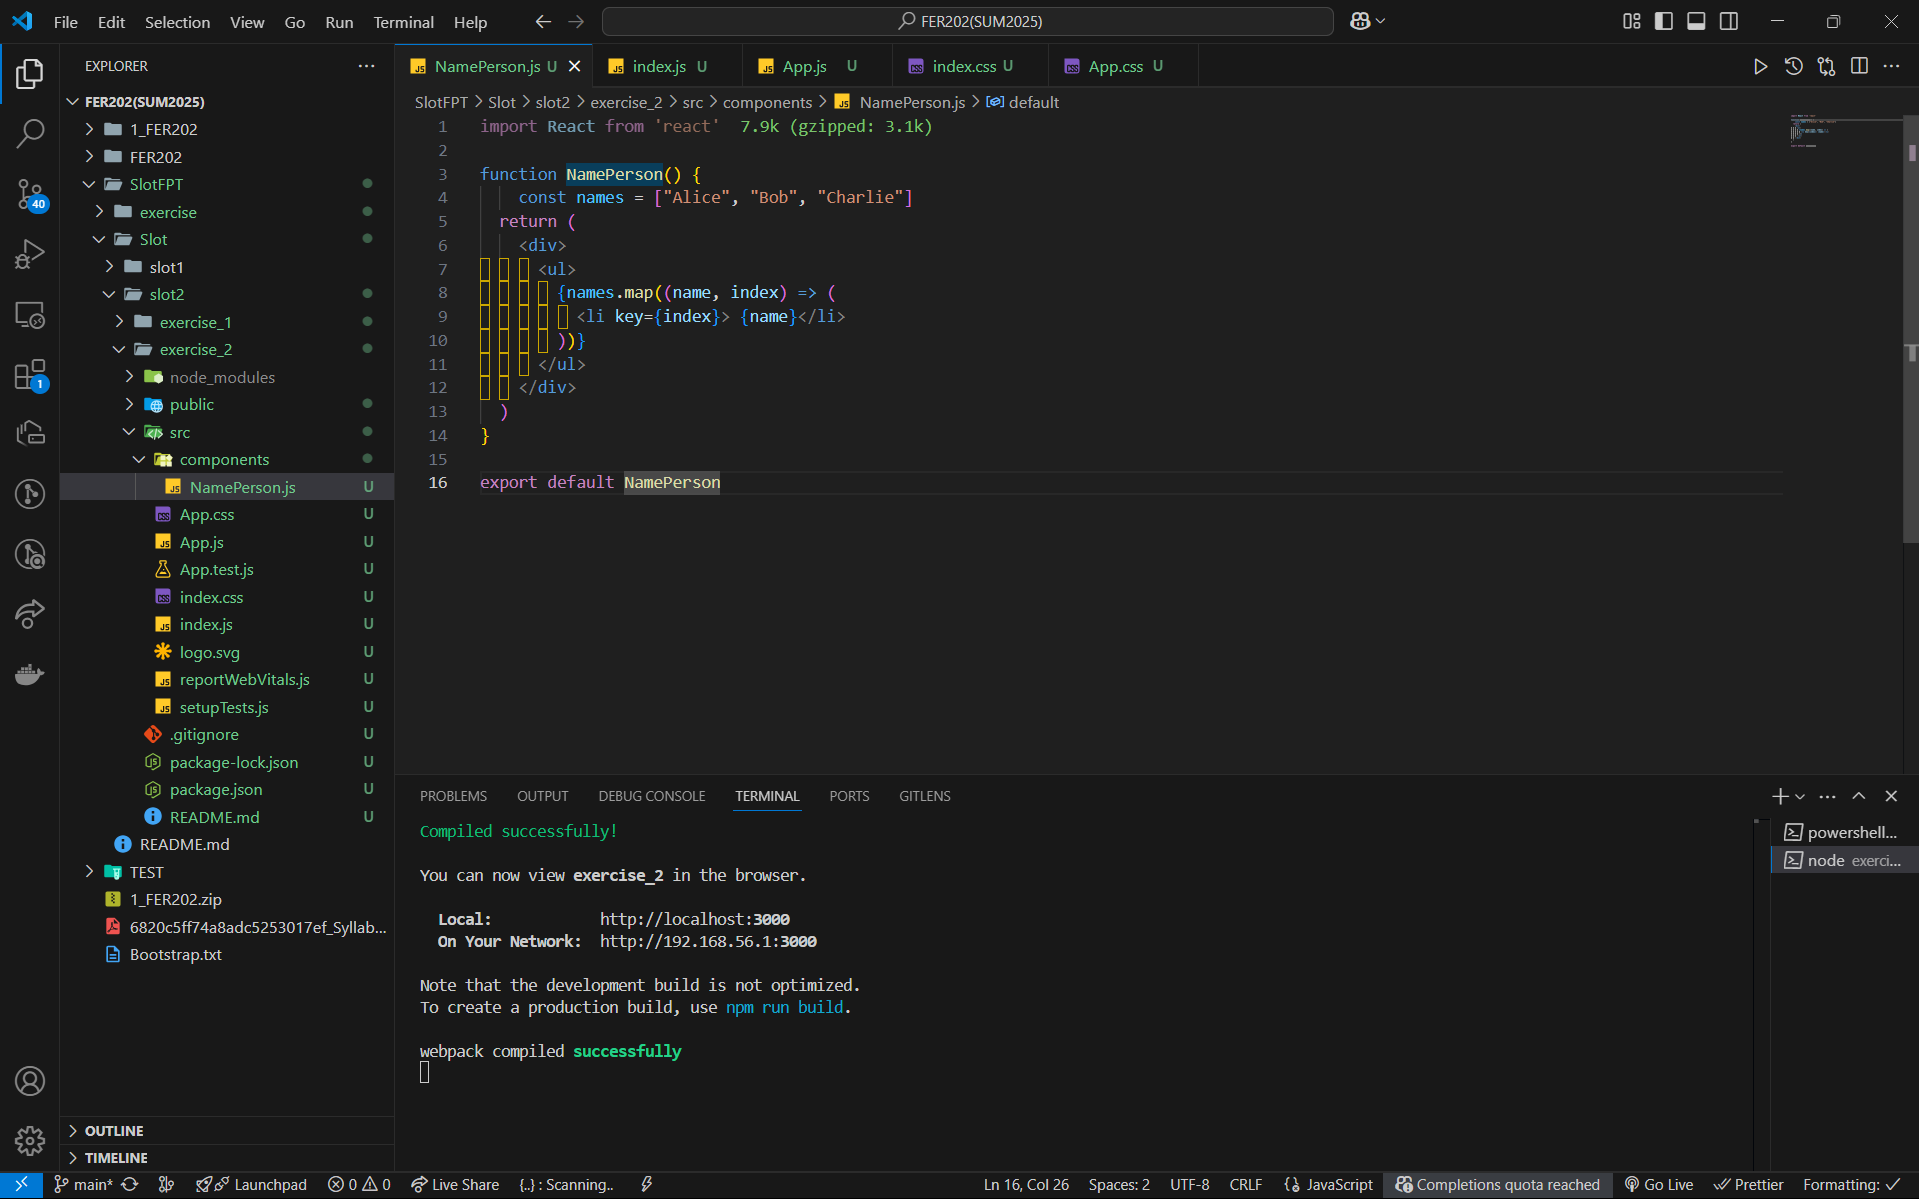 File Edit Selection View Go Run Terminal Help
FER202(SUM2025)
EXPLORER
FER202(SUM2025)
1_FER202
FER202
SlotFPT
exercise
Slot
slot1
slot2
exercise_1
exercise_2
node_modules
public
src
components
NamePerson.js U
App.css U
App.js U
App.test.js U
index.css U
index.js U
logo.svg U
reportWebVitals.js U
setupTests.js U
.gitignore U
package-lock.json U
package.json U
README.md U
README.md
TEST
1_FER202.zip
6820c5ff74a8adc5253017ef_Syllab...
Bootstrap.txt
OUTLINE
TIMELINE
40
1
NamePerson.js U index.js U App.js U index.css U App.css U
SlotFPT > Slot > slot2 > exercise_2 > src > components > NamePerson.js > default
1 import React from 'react' 7.9k (gzipped: 3.1k)
2
3 function NamePerson() {
4 const names = ["Alice", "Bob", "Charlie"]
5 return (
6 <div>
7 <ul>
8 {names.map((name, index) => (
9 <li key={index}> {name}</li>
10 ))}
11 </ul>
12 </div>
13 )
14 }
15
16 export default NamePerson
PROBLEMS OUTPUT DEBUG CONSOLE TERMINAL PORTS GITLENS
Compiled successfully!
You can now view exercise_2 in the browser.
Local: http://localhost:3000
On Your Network: http://192.168.56.1:3000
Note that the development build is not optimized.
To create a production build, use npm run build.
webpack compiled successfully
powershell...
node exerci...
main* Launchpad 0 0 Live Share {..} : Scanning.. Ln 16, Col 26 Spaces: 2 UTF-8 CRLF JavaScript Completions quota reached Go Live Prettier Formatting: ✓